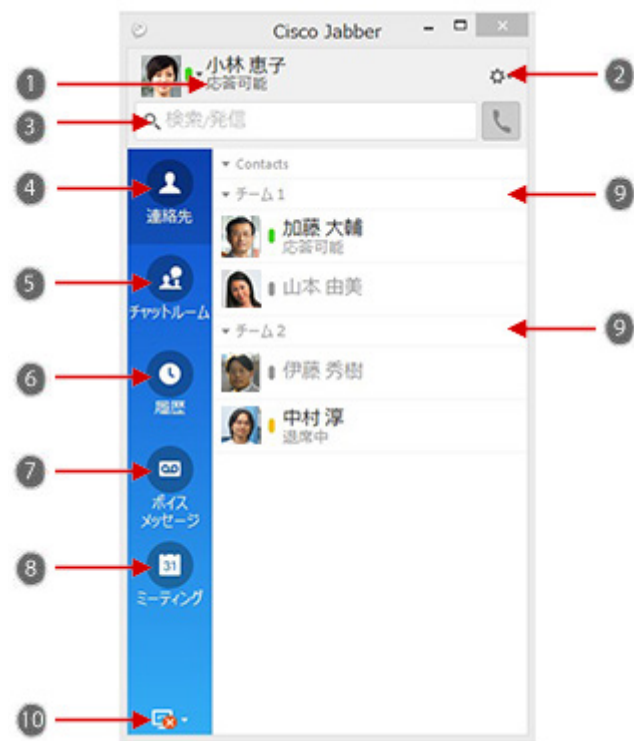 Cisco Jabber
小林 恵子
応答可能
検索/発信
連絡先
チャットルーム
履歴
ボイス
メッセージ
31
ミーティング
Contacts
チーム 1
加藤 大輔
応答可能
山本 由美
チーム 2
伊藤 秀樹
中村 淳
退席中
1
2
3
4
5
6
7
8
9
9
10